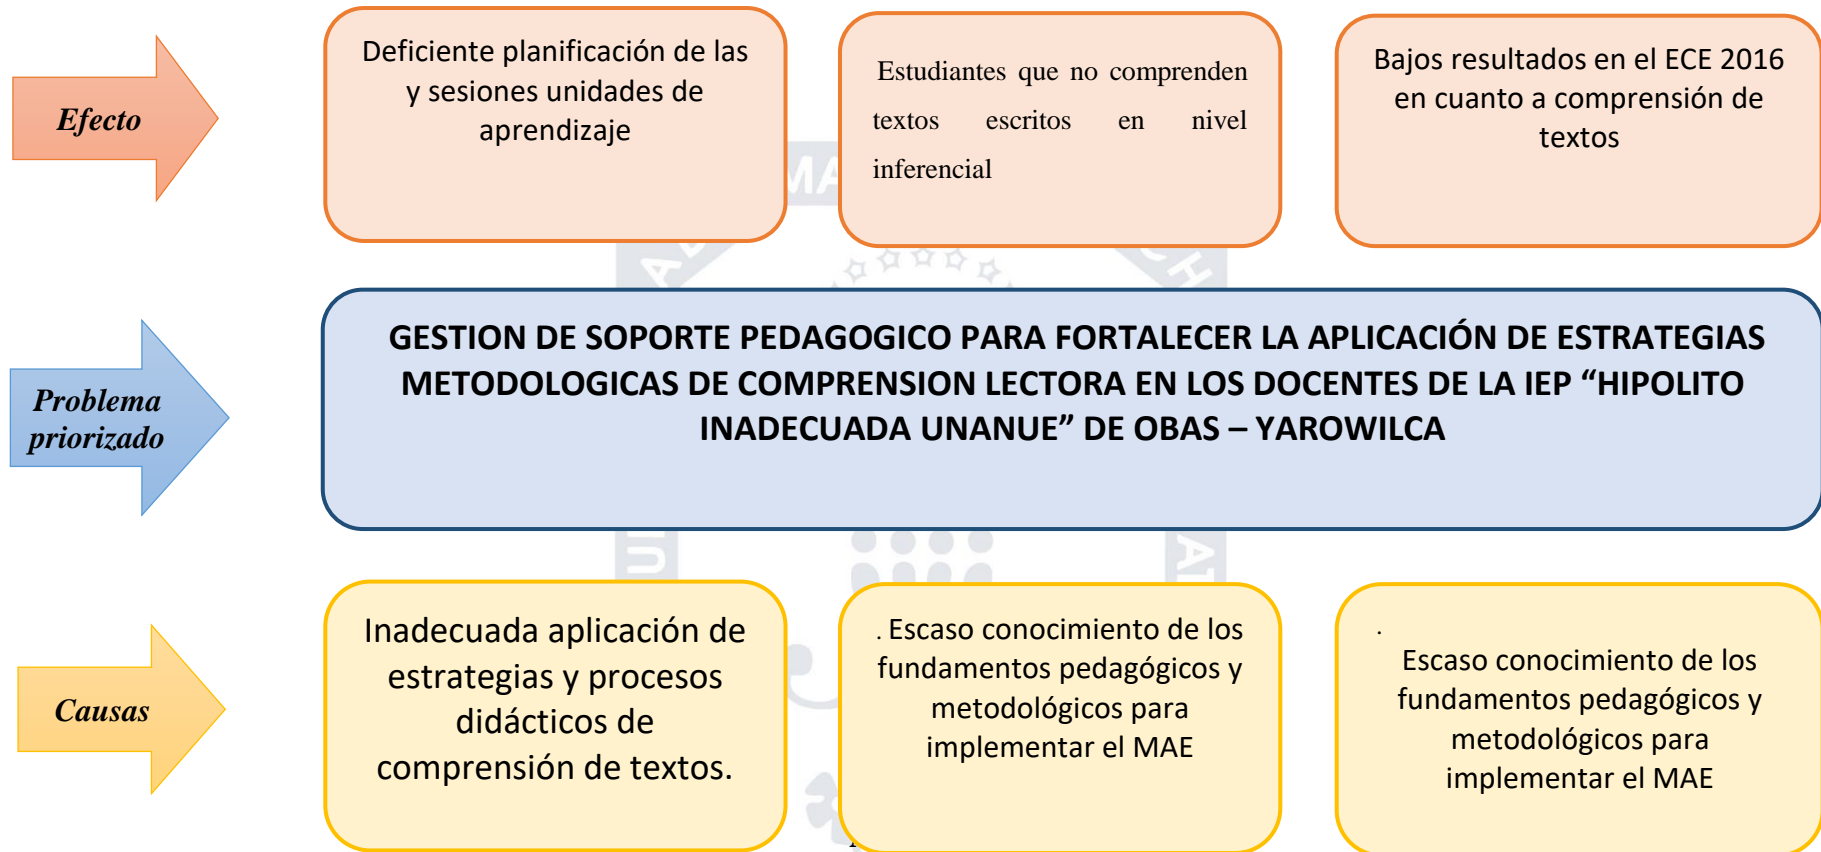 Efecto
Deficiente planificación de las
y sesiones unidades de
aprendizaje
Estudiantes que no comprenden
textos escritos en nivel
inferencial
Bajos resultados en el ECE 2016
en cuanto a comprensión de
textos
Problema
priorizado
GESTION DE SOPORTE PEDAGOGICO PARA FORTALECER LA APLICACIÓN DE ESTRATEGIAS
METODOLOGICAS DE COMPRENSION LECTORA EN LOS DOCENTES DE LA IEP “HIPOLITO
INADECUADA UNANUE” DE OBAS – YAROWILCA
Causas
Inadecuada aplicación de
estrategias y procesos
didácticos de
comprensión de textos.
. Escaso conocimiento de los
fundamentos pedagógicos y
metodológicos para
implementar el MAE
.
Escaso conocimiento de los
fundamentos pedagógicos y
metodológicos para
implementar el MAE